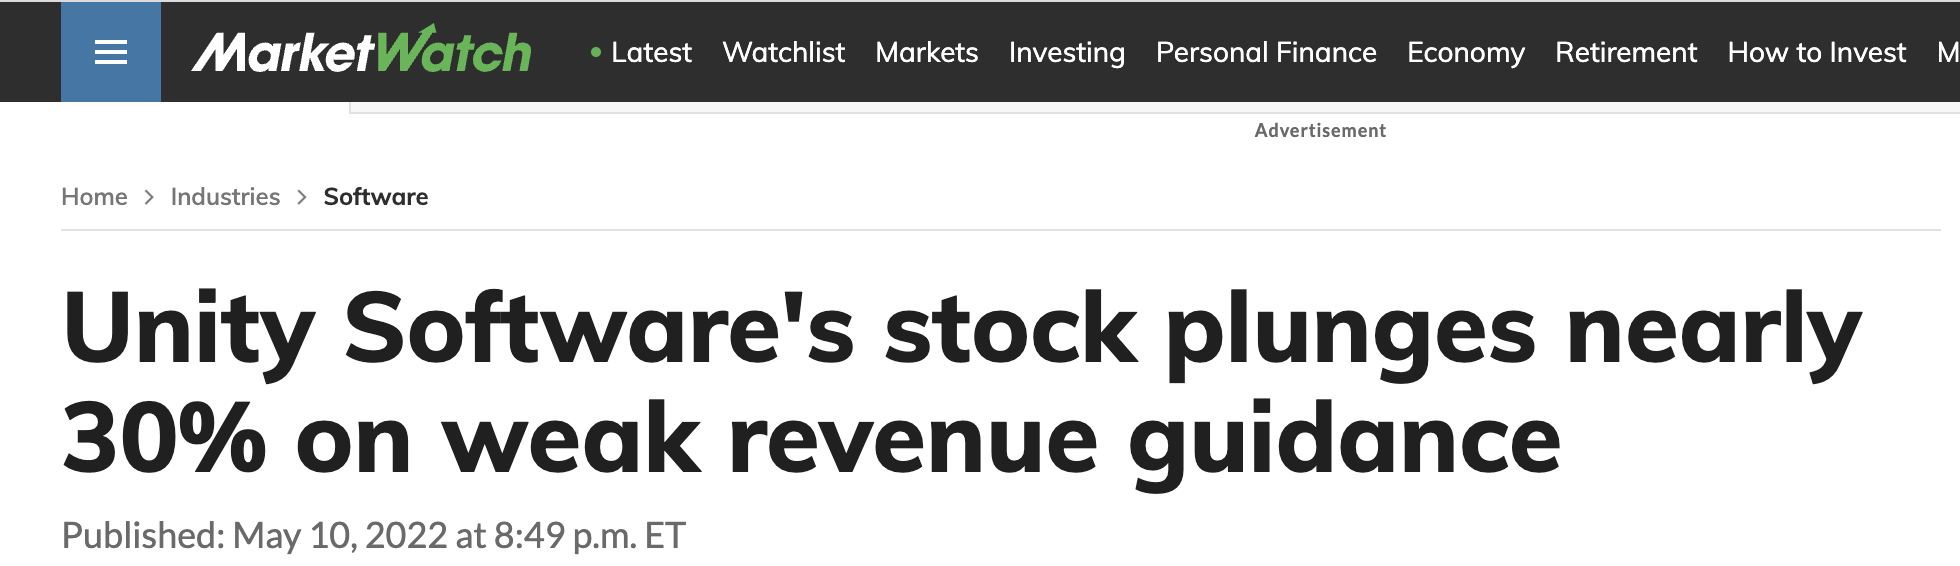 MarketWatch • Latest Watchlist Markets Investing Personal Finance Economy Retirement How to Invest M
Advertisement
Home > Industries > Software
Unity Software's stock plunges nearly
30% on weak revenue guidance
Published: May 10, 2022 at 8:49 p.m. ET